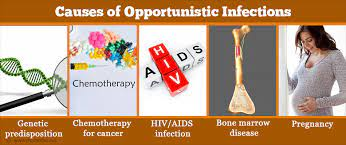 Causes of Opportunistic Infections
Chemotherapy
HIV
AIDS
Genetic
predisposition
Chemotherapy
for cancer
HIV/AIDS
infection
Bone marrow
disease
Pregnancy